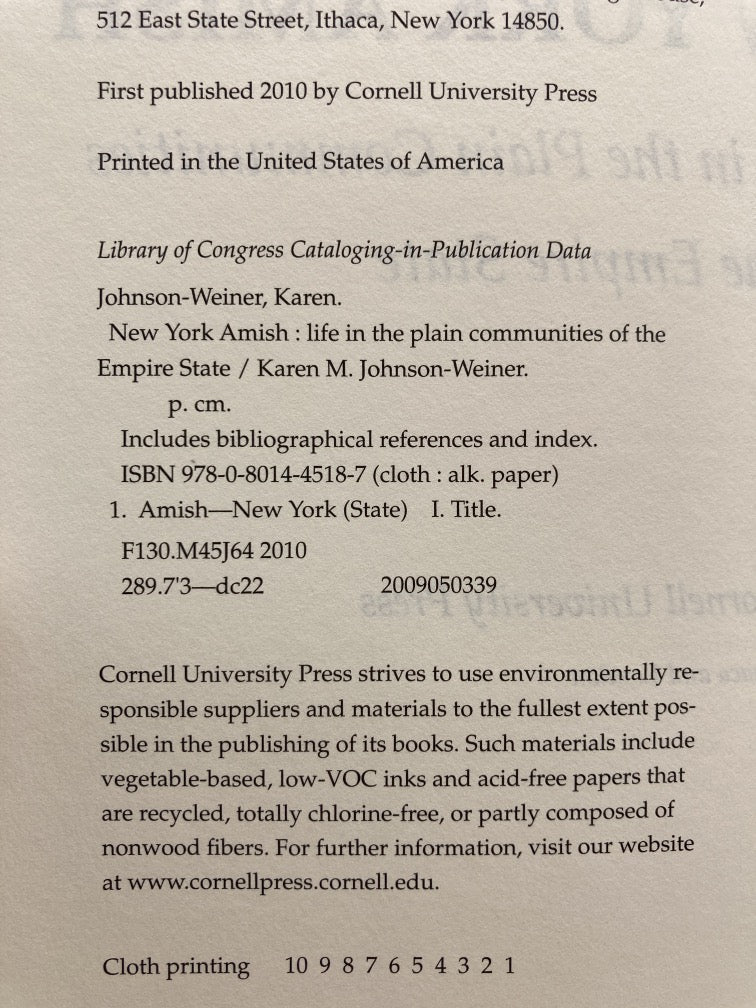 512 East State Street, Ithaca, New York 14850.
First published 2010 by Cornell University Press
Printed in the United States of America
Library of Congress Cataloging-in-Publication Data
Johnson-Weiner, Karen.
New York Amish : life in the plain communities of the
Empire State / Karen M. Johnson-Weiner.
p. cm.
Includes bibliographical references and index.
ISBN 978-0-8014-4518-7 (cloth : alk. paper)
1. Amish—New York (State) I. Title.
F130.M45J64 2010
289.7'3—dc22 2009050339
Cornell University Press strives to use environmentally re-
sponsible suppliers and materials to the fullest extent pos-
sible in the publishing of its books. Such materials include
vegetable-based, low-VOC inks and acid-free papers that
are recycled, totally chlorine-free, or partly composed of
nonwood fibers. For further information, visit our website
at www.cornellpress.cornell.edu.
Cloth printing 10 9 8 7 6 5 4 3 2 1